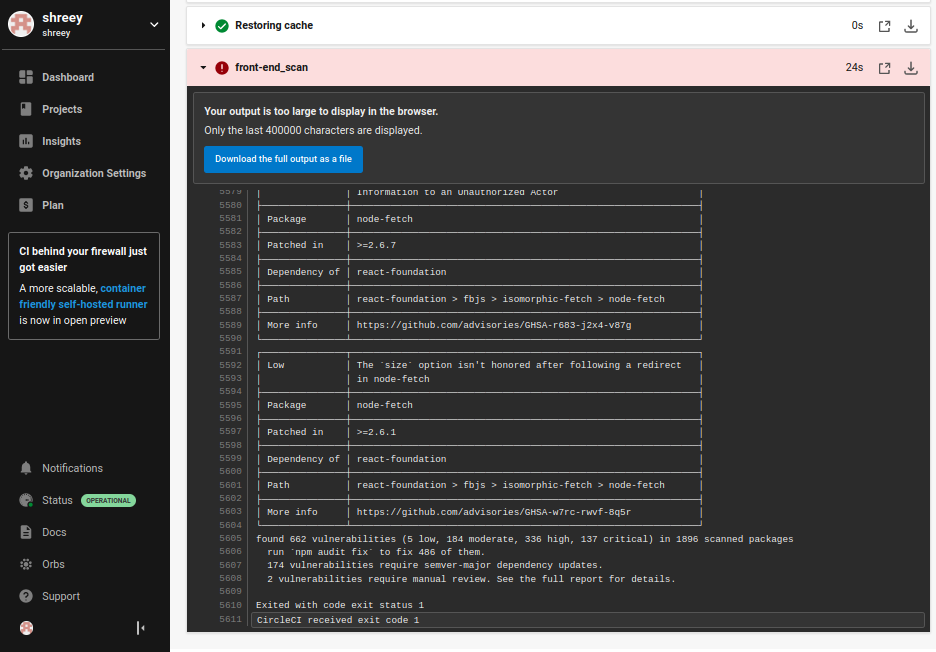 shreey
shreey
Dashboard
Projects
Insights
Organization Settings
Plan
CI behind your firewall just
got easier
A more scalable, container
friendly self-hosted runner
is now in open preview
Notifications
Status OPERATIONAL
Docs
Orbs
Support
Restoring cache 0s
front-end_scan 24s
Your output is too large to display in the browser.
Only the last 400000 characters are displayed.
Download the full output as a file
5579 Information to an Unauthorized Actor
5580
5581 Package node-fetch
5582
5583 Patched in >=2.6.7
5584
5585 Dependency of react-foundation
5586
5587 Path react-foundation > fbjs > isomorphic-fetch > node-fetch
5588
5589 More info https://github.com/advisories/GHSA-r683-j2x4-v87g
5590
5591
5592 Low The `size` option isn't honored after following a redirect
5593 in node-fetch
5594
5595 Package node-fetch
5596
5597 Patched in >=2.6.1
5598
5599 Dependency of react-foundation
5600
5601 Path react-foundation > fbjs > isomorphic-fetch > node-fetch
5602
5603 More info https://github.com/advisories/GHSA-w7rc-rwvf-8q5r
5604
5605 found 662 vulnerabilities (5 low, 184 moderate, 336 high, 137 critical) in 1896 scanned packages
5606 run `npm audit fix` to fix 486 of them.
5607 174 vulnerabilities require semver-major dependency updates.
5608 2 vulnerabilities require manual review. See the full report for details.
5609
5610 Exited with code exit status 1
5611 CircleCI received exit code 1